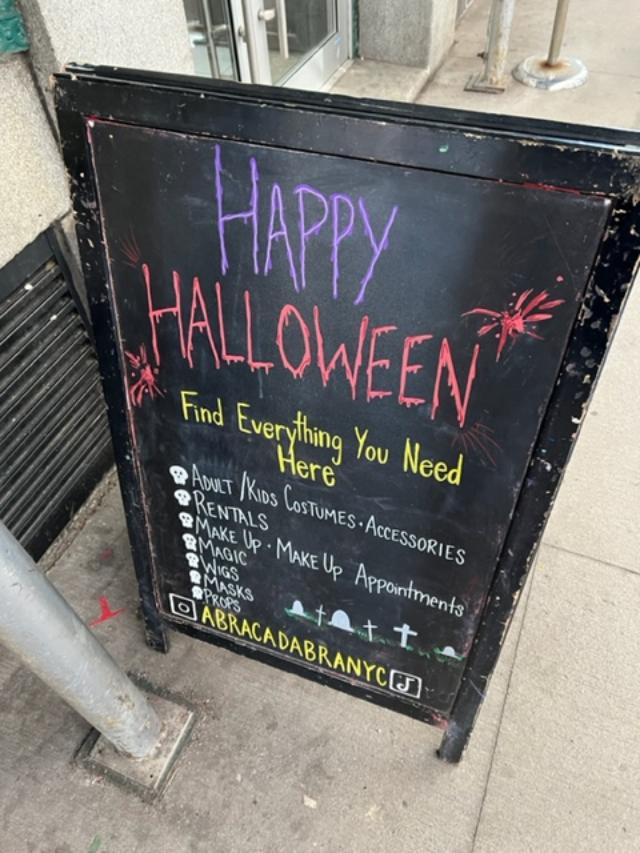 HAPPY
HALLOWEEN
Find Everything You Need
Here
ADULT / KIDS COSTUMES · ACCESSORIES
RENTALS
MAKE UP · MAKE UP Appointments
MAGIC
WIGS
MASKS
PROPS
ABRACADABRANYC